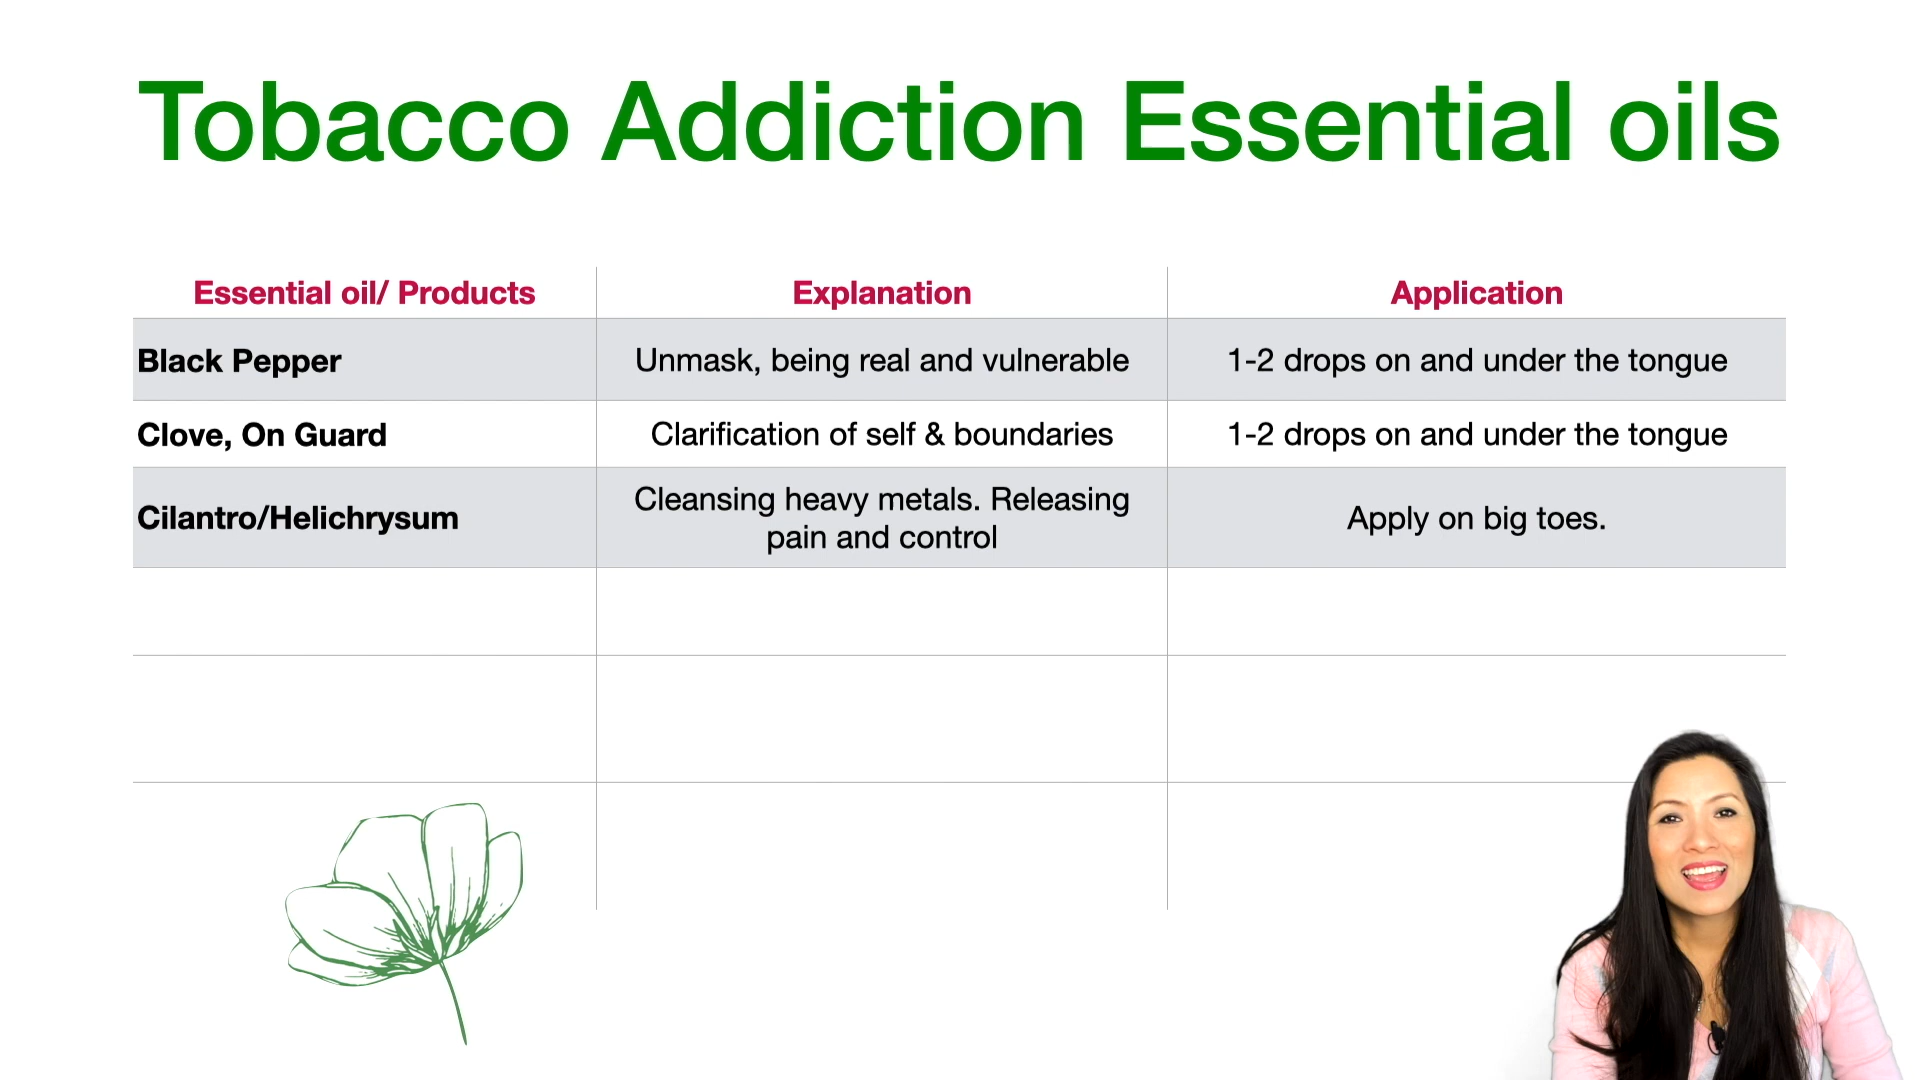 Tobacco Addiction Essential oils
Essential oil/ Products
Explanation
Application
Black Pepper
Unmask, being real and vulnerable
1-2 drops on and under the tongue
Clove, On Guard
Clarification of self & boundaries
1-2 drops on and under the tongue
Cilantro/Helichrysum
Cleansing heavy metals. Releasing
pain and control
Apply on big toes.